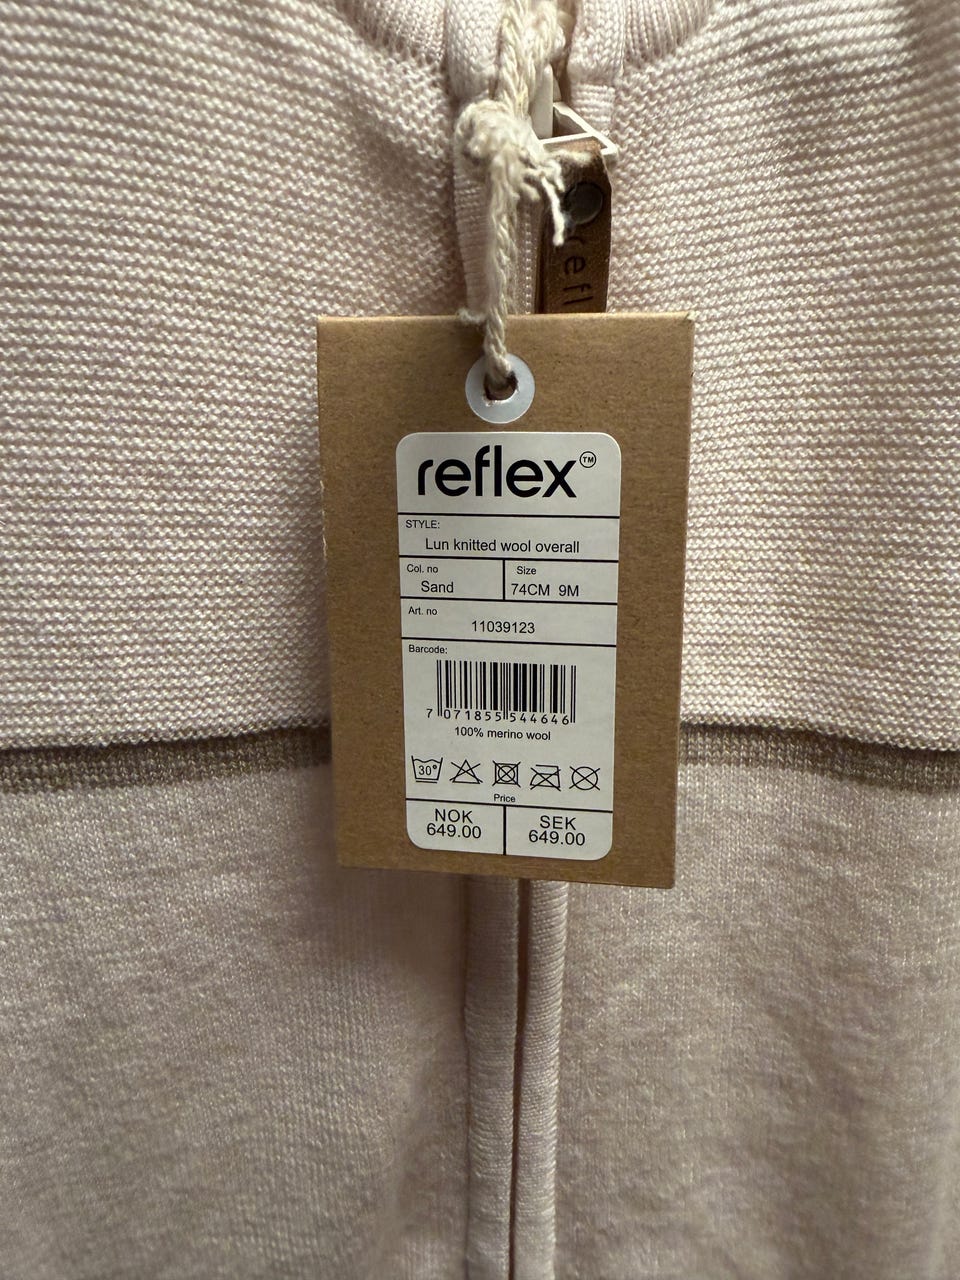 refl
reflex™
STYLE:
Lun knitted wool overall
Col. no
Sand
Size
74CM 9M
Art. no
11039123
Barcode:
7 071855 544646
100% merino wool
30°
Price
NOK
649.00
SEK
649.00